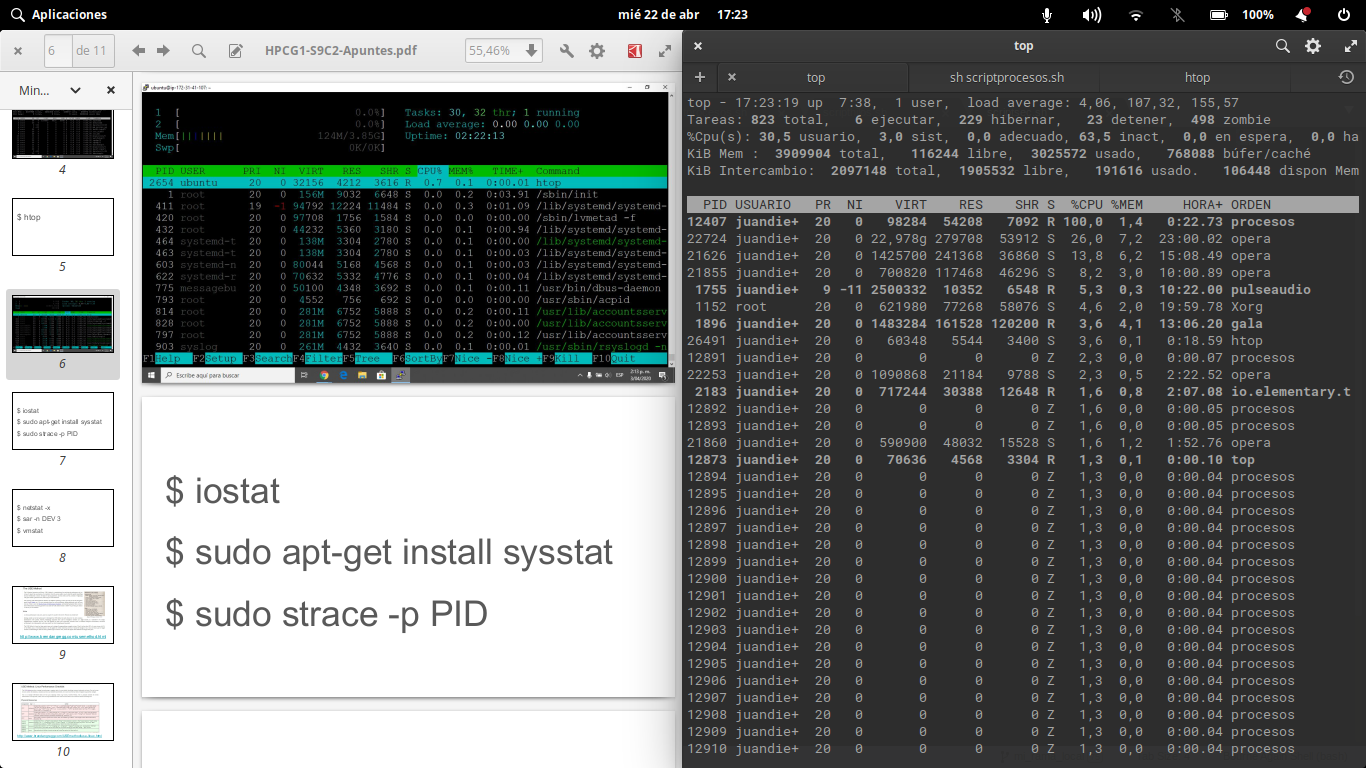 Aplicaciones
mié 22 de abr 17:23
100%
6 de 11
HPCG1-S9C2-Apuntes.pdf
55,46%
Min...
4
$ htop
5
6
$ iostat
$ sudo apt-get install sysstat
$ sudo strace -p PID
7
$ netstat -x
$ sar -n DEV 3
$ vmstat
8
9
10
1 [ 0.0%] Tasks: 30, 32 thr; 1 running
2 [ 0.0%] Load average: 0.00 0.00 0.00
Mem[||||||| 124M/3.85G] Uptime: 02:22:13
Swp[ 0K/0K]
PID USER PRI NI VIRT RES SHR S CPU% MEM% TIME+ Command
2654 ubuntu 20 0 32156 4212 3616 R 0.7 0.1 0:00.01 htop
1 root 20 0 156M 9032 6648 S 0.0 0.2 0:03.91 /sbin/init
411 root 19 -1 94792 12224 11484 S 0.0 0.3 0:01.09 /lib/systemd/systemd-
420 root 20 0 97708 1756 1584 S 0.0 0.0 0:00.00 /sbin/lvmetad -f
432 root 20 0 44232 5360 3180 S 0.0 0.1 0:00.94 /lib/systemd/systemd-
464 systemd-t 20 0 138M 3304 2780 S 0.0 0.1 0:00.00 /lib/systemd/systemd-
463 systemd-t 20 0 138M 3304 2780 S 0.0 0.1 0:00.03 /lib/systemd/systemd-
603 systemd-n 20 0 80044 5168 4568 S 0.0 0.1 0:00.03 /lib/systemd/systemd-
622 root 20 0 70632 5332 4776 S 0.0 0.1 0:00.04 /lib/systemd/systemd-
775 messagebu 20 0 50100 4348 3692 S 0.0 0.1 0:00.11 /usr/bin/dbus-daemon
793 root 20 0 4552 756 692 S 0.0 0.0 0:00.00 /usr/sbin/acpid
814 root 20 0 281M 6752 5888 S 0.0 0.2 0:00.11 /usr/lib/accountsserv
828 root 20 0 281M 6752 5888 S 0.0 0.2 0:00.00 /usr/lib/accountsserv
797 root 20 0 281M 6752 5888 S 0.0 0.2 0:00.12 /usr/lib/accountsserv
903 syslog 20 0 261M 4432 3640 S 0.0 0.1 0:00.01 /usr/sbin/rsyslogd -n
F1Help F2Setup F3SearchF4FilterF5Tree F6SortByF7Nice -F8Nice +F9Kill F10Quit
Escribe aquí para buscar
$ iostat
$ sudo apt-get install sysstat
$ sudo strace -p PID
top
top
sh scriptprocesos.sh
htop
top - 17:23:19 up 7:38, 1 user, load average: 4,06, 107,32, 155,57
Tareas: 823 total, 6 ejecutar, 229 hibernar, 23 detener, 498 zombie
%Cpu(s): 30,5 usuario, 3,0 sist, 0,0 adecuado, 63,5 inact, 0,0 en espera, 0,0 ha
KiB Mem : 3909904 total, 116244 libre, 3025572 usado, 768088 búfer/caché
KiB Intercambio: 2097148 total, 1905532 libre, 191616 usado. 106448 dispon Mem
PID USUARIO PR NI VIRT RES SHR S %CPU %MEM HORA+ ORDEN
12407 juandie+ 20 0 98284 54208 7092 R 100,0 1,4 0:22.73 procesos
22724 juandie+ 20 0 22,978g 279708 53912 S 26,0 7,2 23:00.02 opera
21626 juandie+ 20 0 1425700 241368 36860 S 13,8 6,2 15:08.49 opera
21855 juandie+ 20 0 700820 117468 46296 S 8,2 3,0 10:00.89 opera
1755 juandie+ 9 -11 2500332 10352 6548 R 5,3 0,3 10:22.00 pulseaudio
1152 root 20 0 621980 77268 58076 S 4,6 2,0 19:59.78 Xorg
1896 juandie+ 20 0 1483284 161528 120200 R 3,6 4,1 13:06.20 gala
26491 juandie+ 20 0 60348 5544 3400 S 3,6 0,1 0:18.59 htop
12891 juandie+ 20 0 0 0 0 Z 2,3 0,0 0:00.07 procesos
22253 juandie+ 20 0 1090868 21184 9788 S 2,3 0,5 2:22.52 opera
2183 juandie+ 20 0 717244 30388 12648 R 1,6 0,8 2:07.08 io.elementary.t
12892 juandie+ 20 0 0 0 0 Z 1,6 0,0 0:00.05 procesos
12893 juandie+ 20 0 0 0 0 Z 1,6 0,0 0:00.05 procesos
21860 juandie+ 20 0 590900 48032 15528 S 1,6 1,2 1:52.76 opera
12873 juandie+ 20 0 70636 4568 3304 R 1,3 0,1 0:00.10 top
12894 juandie+ 20 0 0 0 0 Z 1,3 0,0 0:00.04 procesos
12895 juandie+ 20 0 0 0 0 Z 1,3 0,0 0:00.04 procesos
12896 juandie+ 20 0 0 0 0 Z 1,3 0,0 0:00.04 procesos
12897 juandie+ 20 0 0 0 0 Z 1,3 0,0 0:00.04 procesos
12898 juandie+ 20 0 0 0 0 Z 1,3 0,0 0:00.04 procesos
12899 juandie+ 20 0 0 0 0 Z 1,3 0,0 0:00.04 procesos
12900 juandie+ 20 0 0 0 0 Z 1,3 0,0 0:00.04 procesos
12901 juandie+ 20 0 0 0 0 Z 1,3 0,0 0:00.04 procesos
12902 juandie+ 20 0 0 0 0 Z 1,3 0,0 0:00.04 procesos
12903 juandie+ 20 0 0 0 0 Z 1,3 0,0 0:00.04 procesos
12904 juandie+ 20 0 0 0 0 Z 1,3 0,0 0:00.04 procesos
12905 juandie+ 20 0 0 0 0 Z 1,3 0,0 0:00.04 procesos
12906 juandie+ 20 0 0 0 0 Z 1,3 0,0 0:00.04 procesos
12907 juandie+ 20 0 0 0 0 Z 1,3 0,0 0:00.04 procesos
12908 juandie+ 20 0 0 0 0 Z 1,3 0,0 0:00.04 procesos
12909 juandie+ 20 0 0 0 0 Z 1,3 0,0 0:00.04 procesos
12910 juandie+ 20 0 0 0 0 Z 1,3 0,0 0:00.04 procesos